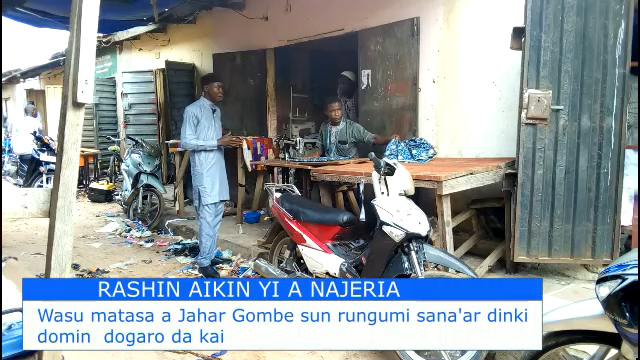 RASHIN AIKIN YI A NAJERIA
Wasu matasa a Jahar Gombe sun rungumi sana'ar dinki
domin dogaro da kai